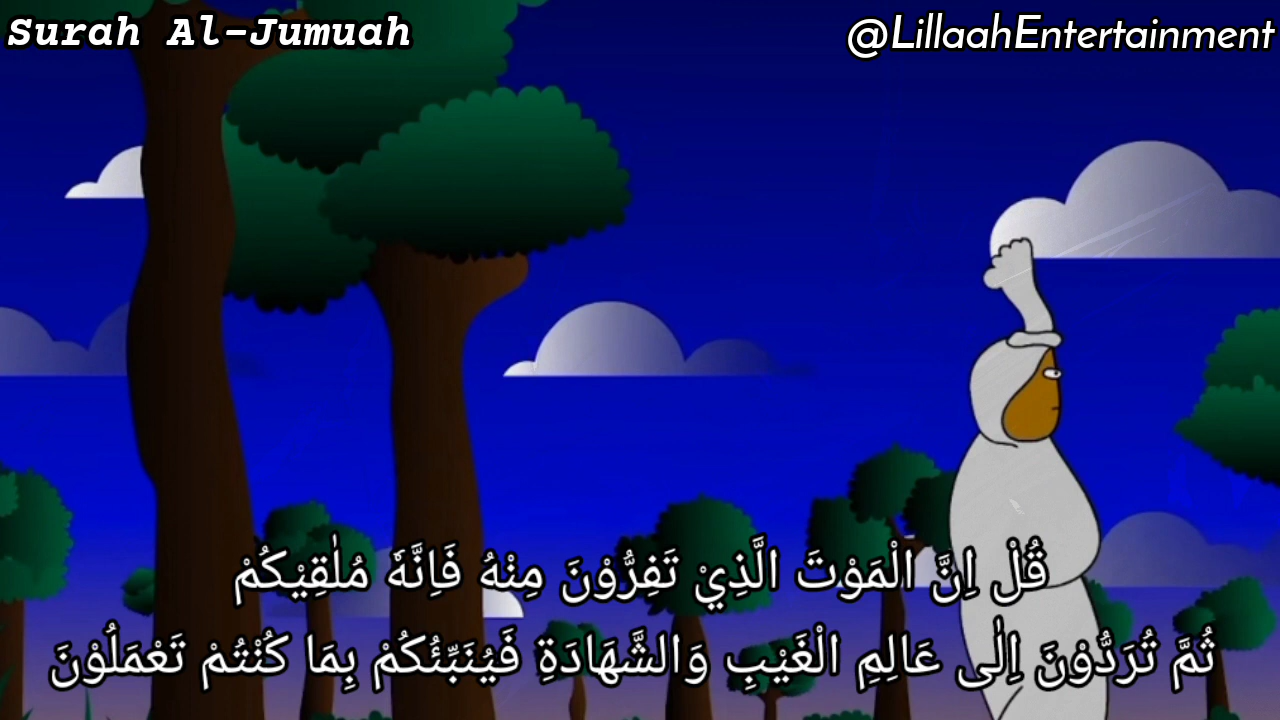 Surah Al-Jumuah
@LillaahEntertainment
قُلْ اِنَّ الْمَوْتَ الَّذِيْ تَفِرُّوْنَ مِنْهُ فَاِنَّهٗ مُلٰقِيْكُمْ
ثُمَّ تُرَدُّوْنَ اِلٰى عَالِمِ الْغَيْبِ وَالشَّهَادَةِ فَيُنَبِّئُكُمْ بِمَا كُنْتُمْ تَعْمَلُوْنَ